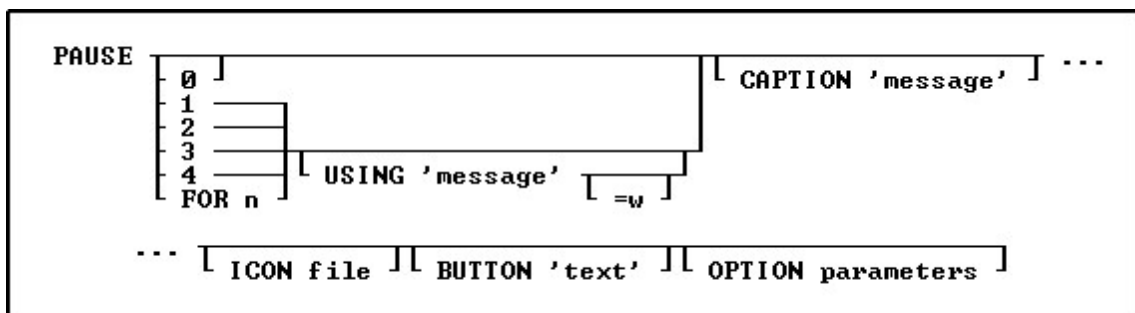 PAUSE CAPTION 'message' ...
0
1
2
3
4 USING 'message'
FOR n =w
... ICON file BUTTON 'text' OPTION parameters